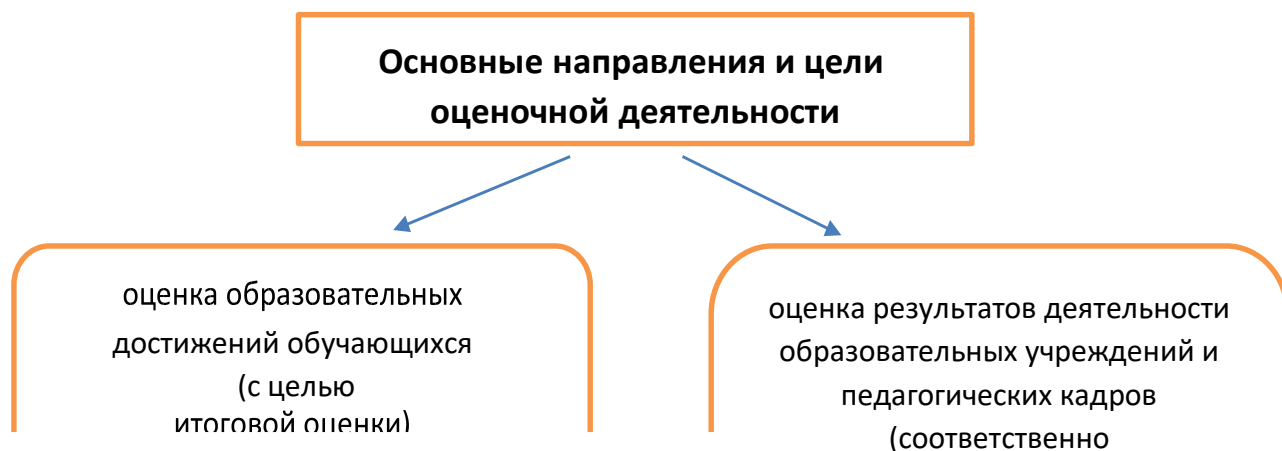 Основные направления и цели
оценочной деятельности
оценка образовательных
достижений обучающихся
(с целью
итоговой оценки)
оценка результатов деятельности
образовательных учреждений и
педагогических кадров
(соответственно